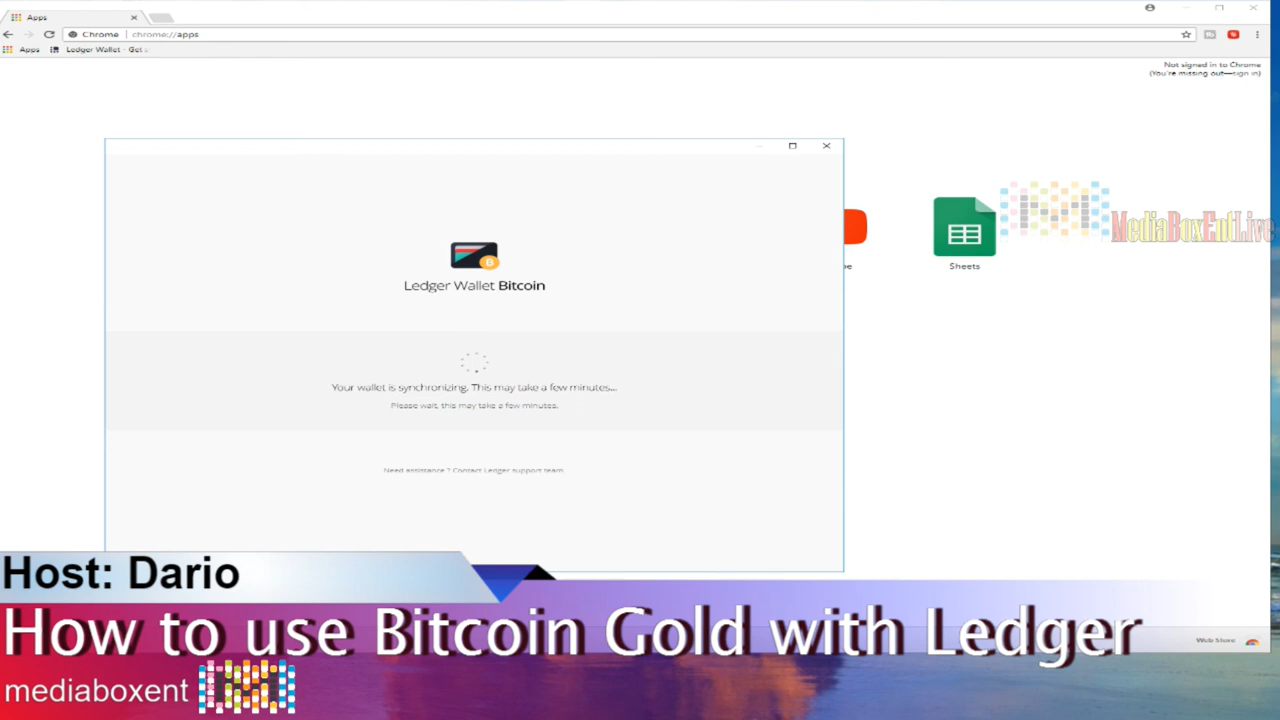 Apps
Chrome chrome://apps
Apps Ledger Wallet - Get s
Not signed in to Chrome
(You're missing out—sign in)
MediaBoxEntLive
be
Sheets
Ledger Wallet Bitcoin
Your wallet is synchronizing. This may take a few minutes...
Please wait, this may take a few minutes.
Need assistance ? Contact Ledger support team
Host: Dario
How to use Bitcoin Gold with Ledger
Web Store
mediaboxent